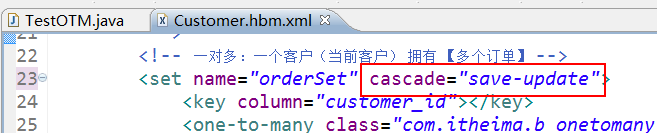 TestOTM.java
Customer.hbm.xml
22 <!-- 一对多：一个客户（当前客户） 拥有【多个订单】 -->
23 <set name="orderSet" cascade="save-update">
24 <key column="customer_id"></key>
25 <one-to-many class="com.itheima.b_onetomany